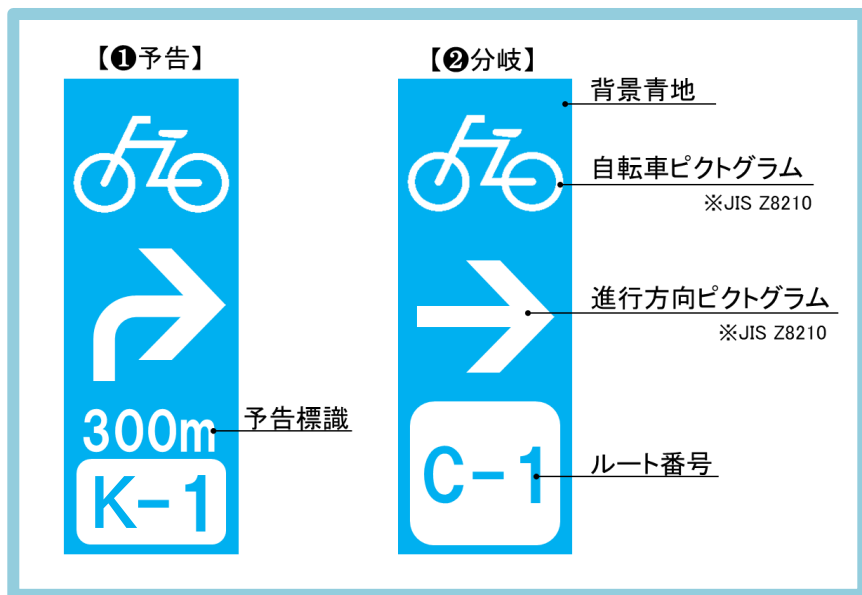 【❶予告】
300m
K-1
予告標識
【❷分岐】
C-1
背景青地
自転車ピクトグラム
※JIS Z8210
進行方向ピクトグラム
※JIS Z8210
ルート番号